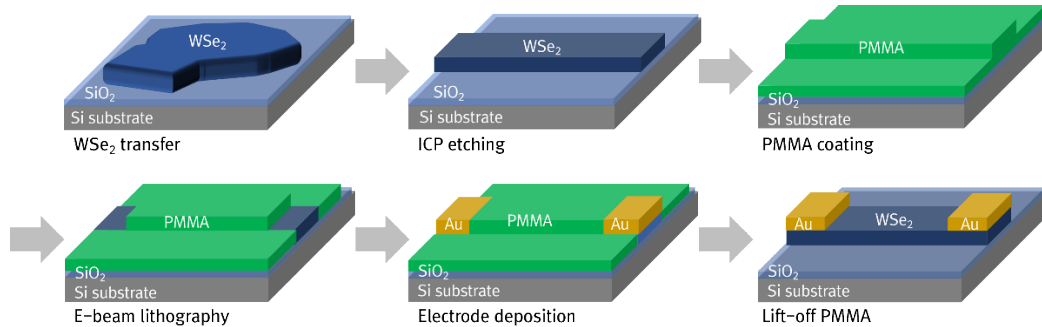 WSe₂
SiO₂
Si substrate
WSe₂ transfer
WSe₂
Si substrate
ICP etching
PMMA
SiO₂
Si substrate
PMMA coating
PMMA
SiO₂
Si substrate
E-beam lithography
Au
PMMA
Au
SiO₂
Si substrate
Electrode deposition
Au
WSe₂
Au
SiO₂
Si substrate
Lift-off PMMA